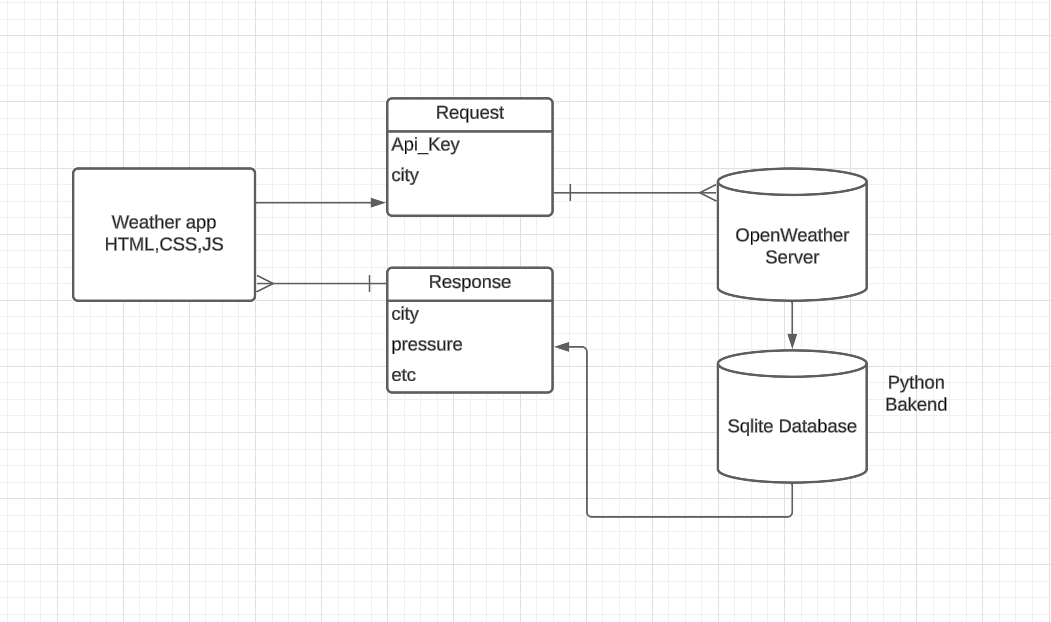 Request
Api_Key
city
Weather app
HTML,CSS,JS
OpenWeather
Server
Response
city
pressure
etc
Python
Bakend
Sqlite Database